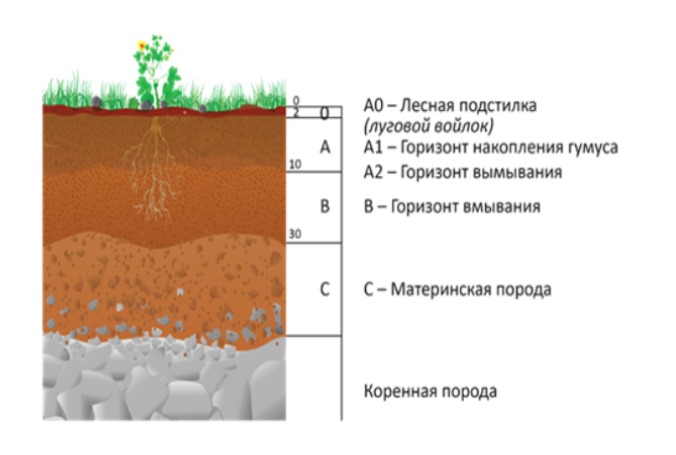 0
2
O
A
10
B
30
C
А0 – Лесная подстилка
(луговой войлок)
А1 – Горизонт накопления гумуса
А2 – Горизонт вымывания
В – Горизонт вмывания
С – Материнская порода
Коренная порода